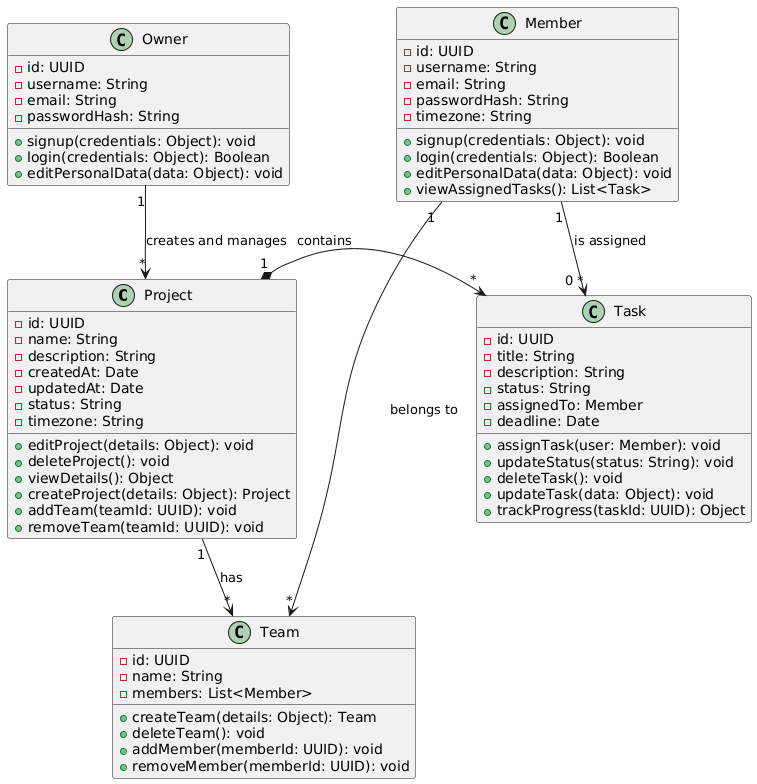 C Owner
id: UUID
username: String
email: String
passwordHash: String
signup(credentials: Object): void
login(credentials: Object): Boolean
editPersonalData(data: Object): void
C Member
id: UUID
username: String
email: String
passwordHash: String
timezone: String
signup(credentials: Object): void
login(credentials: Object): Boolean
editPersonalData(data: Object): void
viewAssignedTasks(): List<Task>
1
creates and manages
*
1
contains
*
1
belongs to
*
1
is assigned
0 *
C Project
id: UUID
name: String
description: String
createdAt: Date
updatedAt: Date
status: String
timezone: String
editProject(details: Object): void
deleteProject(): void
viewDetails(): Object
createProject(details: Object): Project
addTeam(teamId: UUID): void
removeTeam(teamId: UUID): void
C Task
id: UUID
title: String
description: String
status: String
assignedTo: Member
deadline: Date
assignTask(user: Member): void
updateStatus(status: String): void
deleteTask(): void
updateTask(data: Object): void
trackProgress(taskId: UUID): Object
1
has
*
C Team
id: UUID
name: String
members: List<Member>
createTeam(details: Object): Team
deleteTeam(): void
addMember(memberId: UUID): void
removeMember(memberId: UUID): void